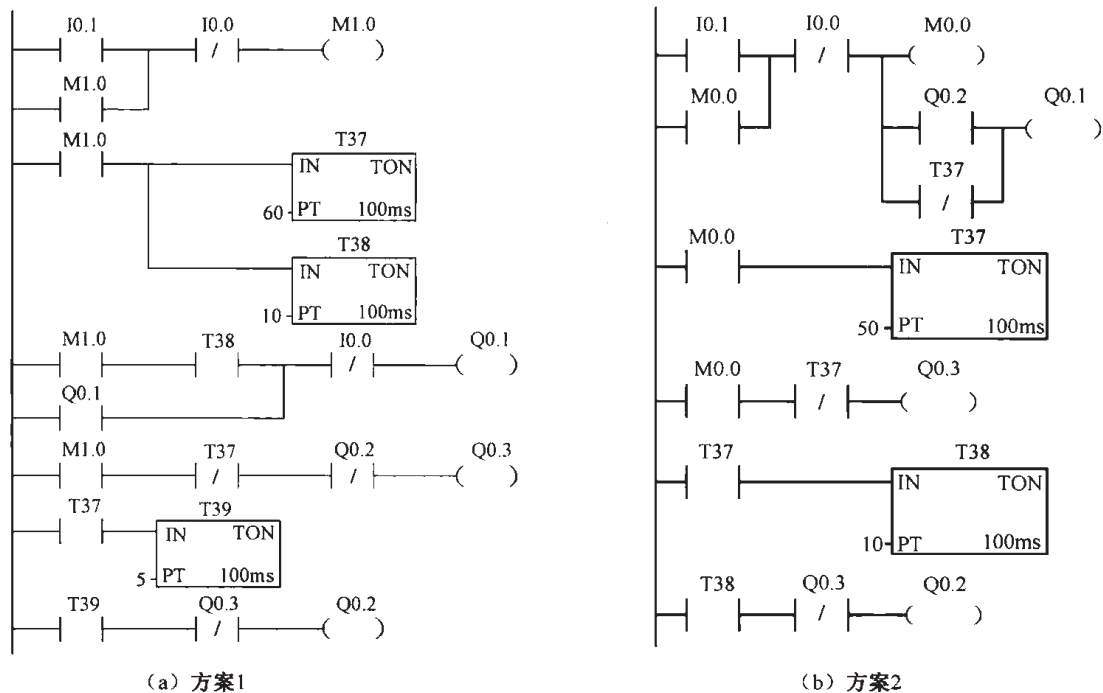 I0.1 I0.0 M1.0
M1.0
M1.0
T37
IN TON
60 PT 100ms
T38
IN TON
10 PT 100ms
M1.0 T38 I0.0 Q0.1
Q0.1
M1.0 T37 Q0.2 Q0.3
T37 T39
IN TON
5 PT 100ms
T39 Q0.3 Q0.2
(a) 方案1
I0.1 I0.0 M0.0
M0.0 Q0.2 Q0.1
T37
M0.0 T37
IN TON
50 PT 100ms
M0.0 T37 Q0.3
T37 T38
IN TON
10 PT 100ms
T38 Q0.3 Q0.2
(b) 方案2